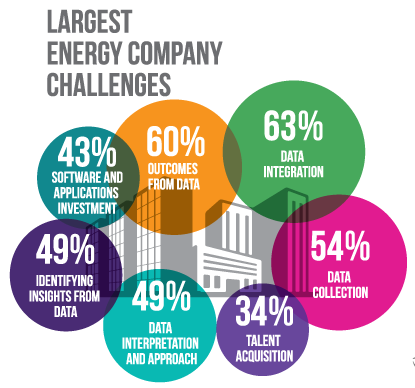 LARGEST
ENERGY COMPANY
CHALLENGES
43%
SOFTWARE AND
APPLICATIONS
INVESTMENT
60%
OUTCOMES
FROM DATA
63%
DATA
INTEGRATION
49%
IDENTIFYING
INSIGHTS FROM
DATA
49%
DATA
INTERPRETATION
AND APPROACH
34%
TALENT
ACQUISITION
54%
DATA
COLLECTION